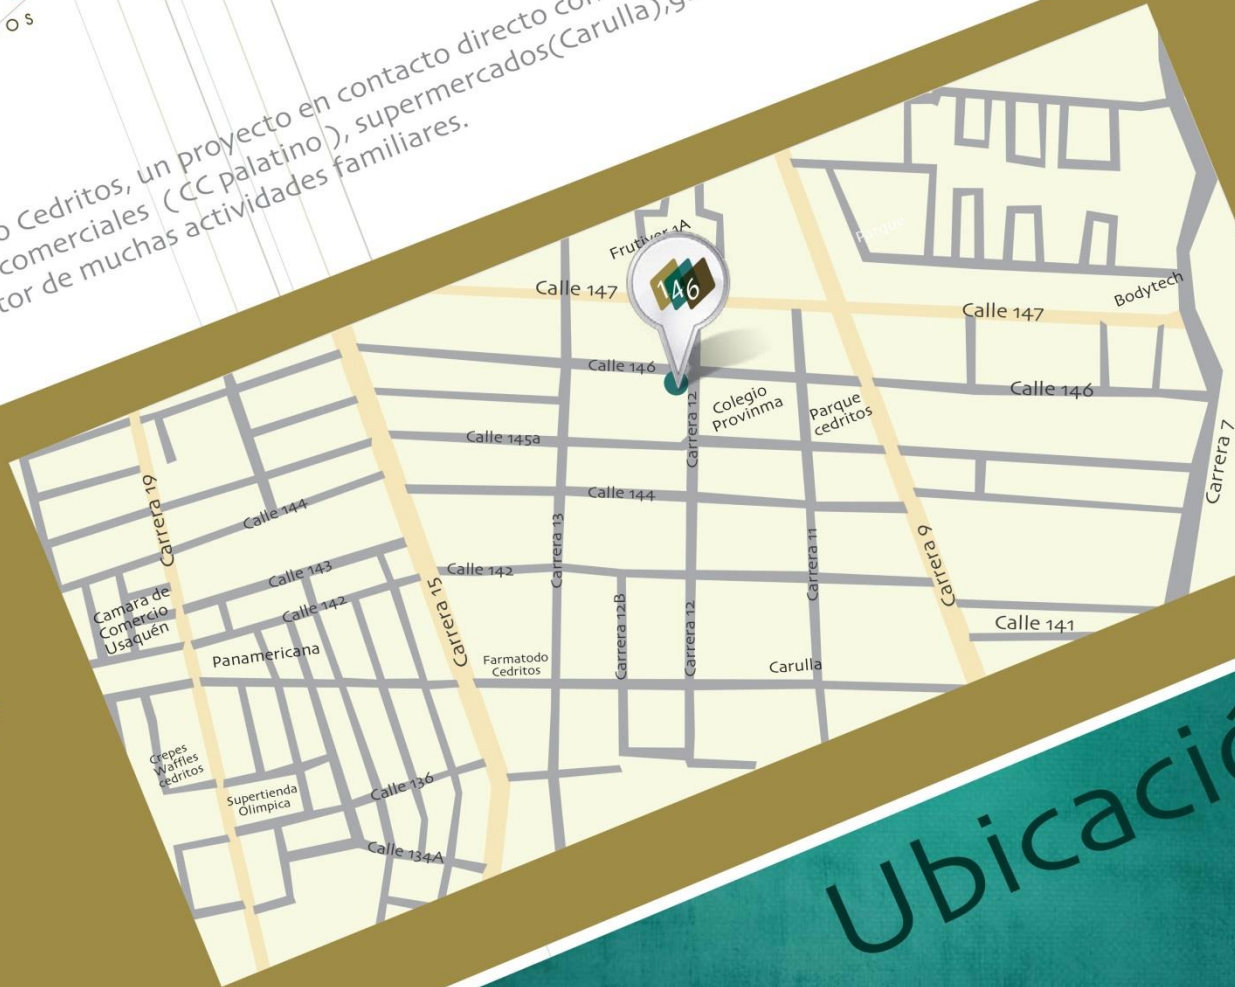 OS
Cedritos, un proyecto en contacto directo
comerciales (CC palatino), supermercados(Carulla),
de muchas actividades familiares.
Frutiver 1A
146
Calle 147
Parque
Bodytech
Calle 147
Calle 146
Calle 146
Colegio
Provinma
Parque
cedritos
Carrera 12
Calle 145a
Carrera 7
Carrera 19
Calle 144
Calle 144
Carrera 13
Carrera 11
Carrera 9
Calle 143
Calle 142
Calle 142
Camara de
Comercio
Usaquén
Carrera 15
Carrera 12B
Carrera 12
Calle 141
Panamericana
Farmatodo
Cedritos
Carulla
Crepes
Waffles
cedritos
Supertienda
Olimpica
Calle 136
Calle 134A